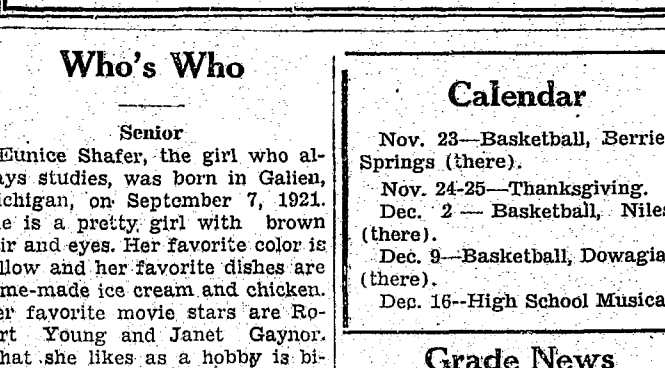 Who's Who
Senior
Eunice Shafer, the girl who al-
ays studies, was born in Galien,
ichigan, on September 7, 1921.
e is a pretty girl with brown
ir and eyes. Her favorite color is
llow and her favorite dishes are
me-made ice cream and chicken.
er favorite movie stars are Ro-
rt Young and Janet Gaynor.
hat she likes as a hobby is bi-
Calendar
Nov. 23—Basketball, Berrie
Springs (there).
Nov. 24-25—Thanksgiving.
Dec. 2 — Basketball, Niles
(there).
Dec. 9—Basketball, Dowagia
(there).
Dec. 16--High School Musica
Grade News